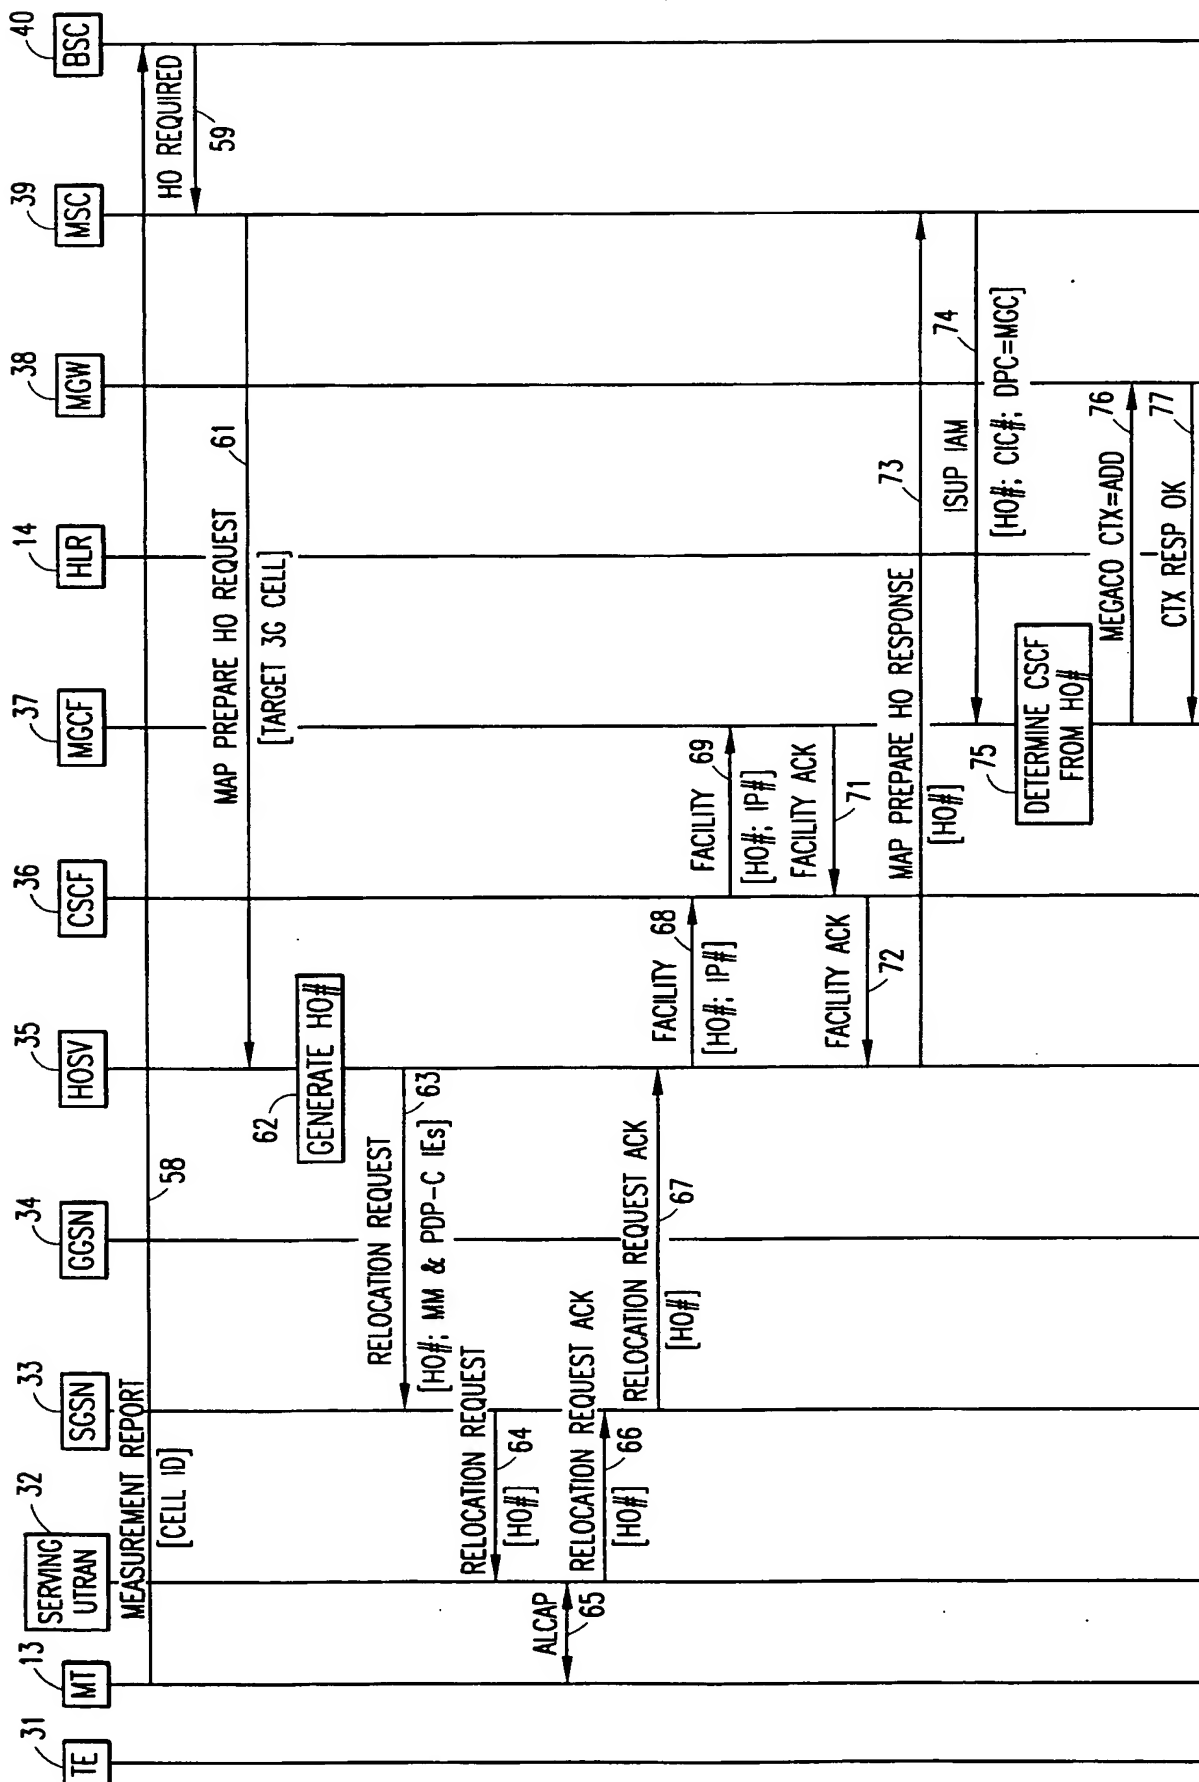 31
TE
13
MT
32
SERVING
UTRAN
33
SGSN
34
GGSN
35
HOSV
36
CSCF
37
MGCF
14
HLR
38
MGW
39
MSC
40
BSC
MEASUREMENT REPORT
[CELL ID]
58
HO REQUIRED
59
MAP PREPARE HO REQUEST
61
[TARGET 3G CELL]
62
GENERATE HO#
RELOCATION REQUEST
63
[HO#; MM & PDP-C IEs]
RELOCATION REQUEST
64
[HO#]
ALCAP
65
RELOCATION REQUEST ACK
66
[HO#]
RELOCATION REQUEST ACK
67
[HO#]
FACILITY
68
[HO#; IP#]
FACILITY
69
[HO#; IP#]
FACILITY ACK
71
FACILITY ACK
72
MAP PREPARE HO RESPONSE
73
[HO#]
ISUP IAM
74
[HO#; CIC#; DPC=MGC]
75
DETERMINE CSCF
FROM HO#
MEGACO CTX=ADD
76
CTX RESP OK
77